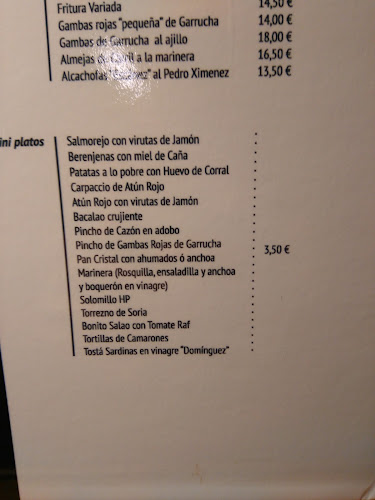 Fritura Variada 14,50 €
Gambas rojas "pequeña" de Garrucha 14,00 €
Gambas de Garrucha al ajillo 18,00 €
Almejas de Carril a la marinera 16,50 €
Alcachofas al Pedro Ximenez 13,50 €
ini platos
Salmorejo con virutas de Jamón
Berenjenas con miel de Caña
Patatas a lo pobre con Huevo de Corral
Carpaccio de Atún Rojo
Atún Rojo con virutas de Jamón
Bacalao crujiente
Pincho de Cazón en adobo
Pincho de Gambas Rojas de Garrucha 3,50 €
Pan Cristal con ahumados ó anchoa
Marinera (Rosquilla, ensaladilla y anchoa
y boquerón en vinagre)
Solomillo HP
Torrezno de Soria
Bonito Salao con Tomate Raf
Tortillas de Camarones
Tostá Sardinas en vinagre "Domínguez"